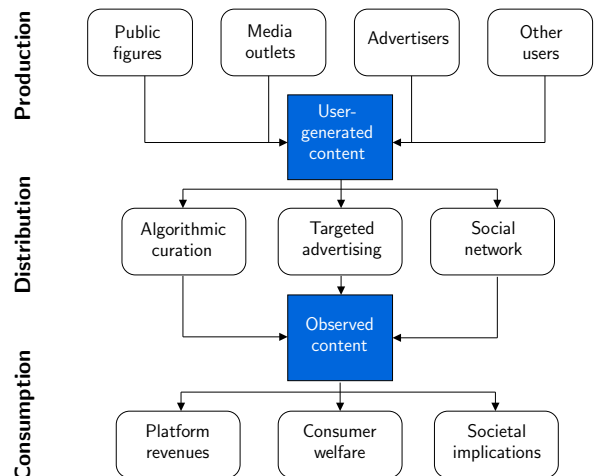 Production
Public
figures
Media
outlets
Advertisers
Other
users
User-
generated
content
Distribution
Algorithmic
curation
Targeted
advertising
Social
network
Observed
content
Consumption
Platform
revenues
Consumer
welfare
Societal
implications